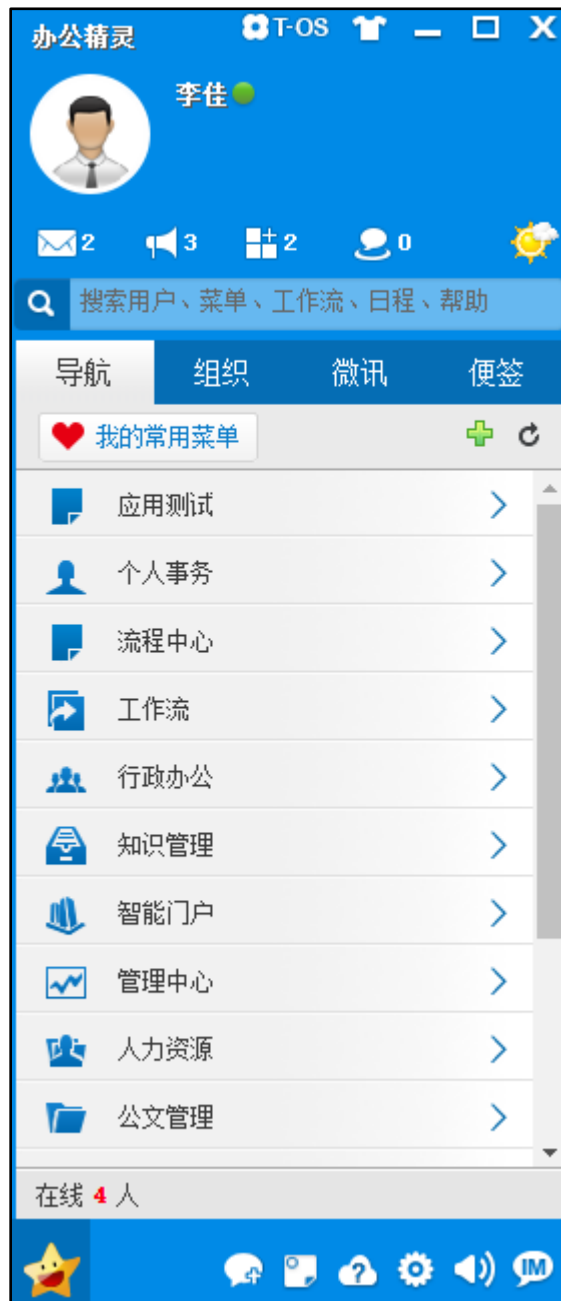 办公精灵 T-OS
李佳
2 3 2 0
搜索用户、菜单、工作流、日程、帮助
导航 组织 微讯 便签
我的常用菜单
应用测试
个人事务
流程中心
工作流
行政办公
知识管理
智能门户
管理中心
人力资源
公文管理
在线 4 人
IM